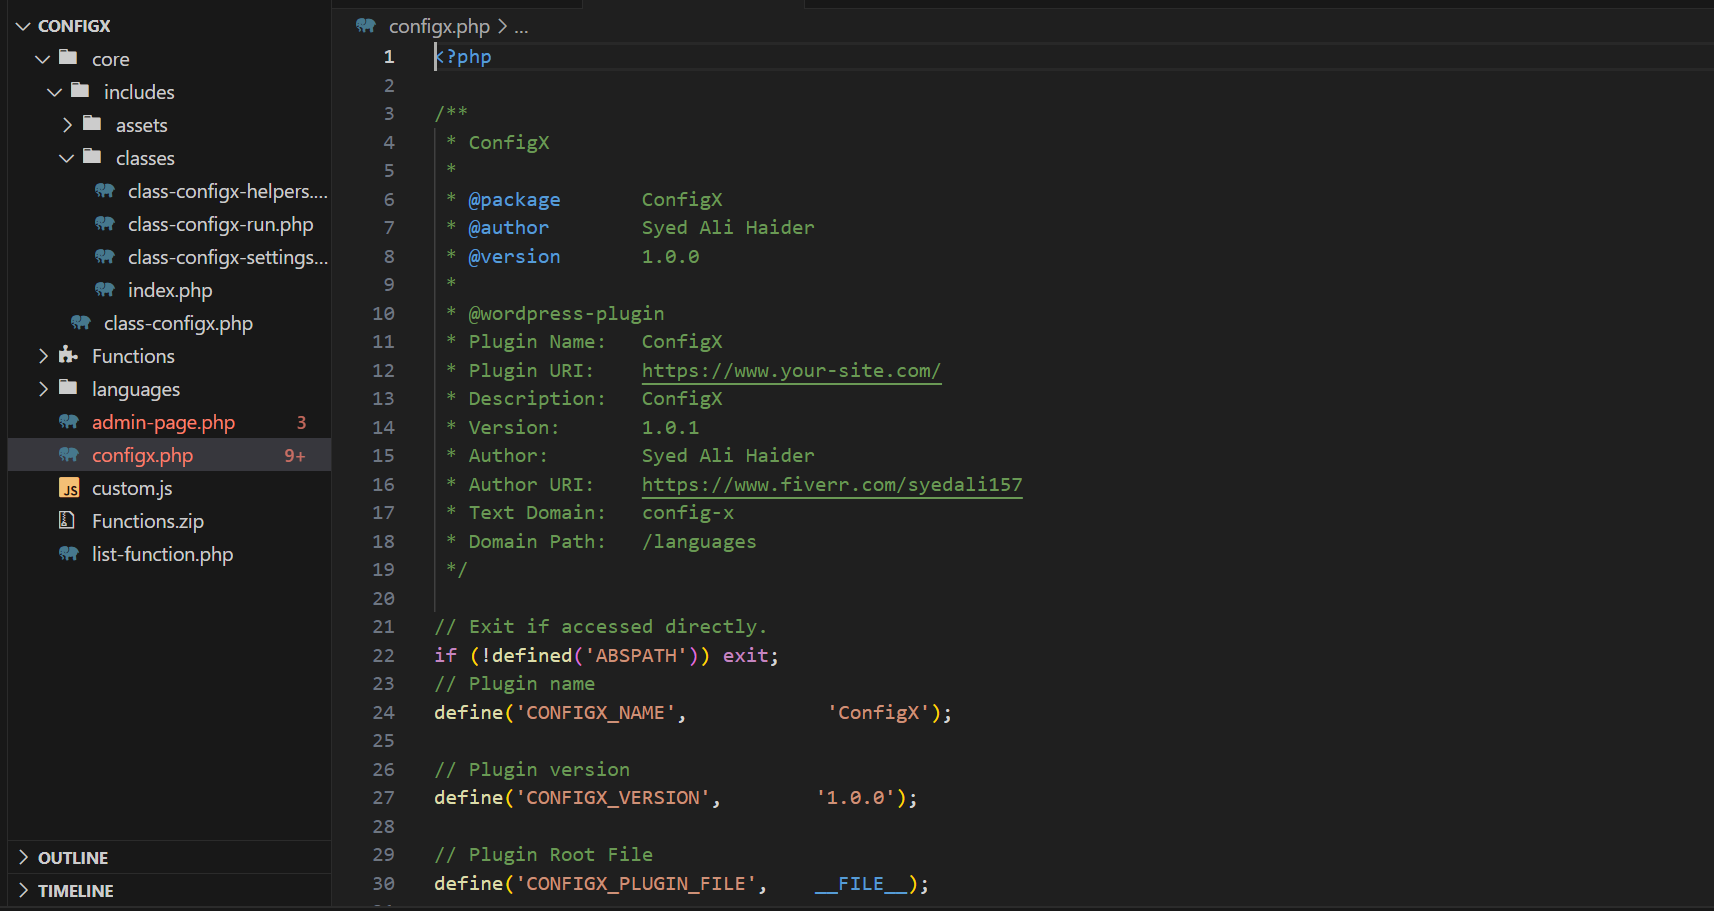 CONFIGX
core
includes
assets
classes
class-configx-helpers....
class-configx-run.php
class-configx-settings...
index.php
class-configx.php
Functions
languages
admin-page.php 3
configx.php 9+
JS custom.js
Functions.zip
list-function.php
OUTLINE
TIMELINE
configx.php > ...
1 <?php
2
3 /**
4 * ConfigX
5 *
6 * @package ConfigX
7 * @author Syed Ali Haider
8 * @version 1.0.0
9 *
10 * @wordpress-plugin
11 * Plugin Name: ConfigX
12 * Plugin URI: https://www.your-site.com/
13 * Description: ConfigX
14 * Version: 1.0.1
15 * Author: Syed Ali Haider
16 * Author URI: https://www.fiverr.com/syedali157
17 * Text Domain: config-x
18 * Domain Path: /languages
19 */
20
21 // Exit if accessed directly.
22 if (!defined('ABSPATH')) exit;
23 // Plugin name
24 define('CONFIGX_NAME', 'ConfigX');
25
26 // Plugin version
27 define('CONFIGX_VERSION', '1.0.0');
28
29 // Plugin Root File
30 define('CONFIGX_PLUGIN_FILE', __FILE__);